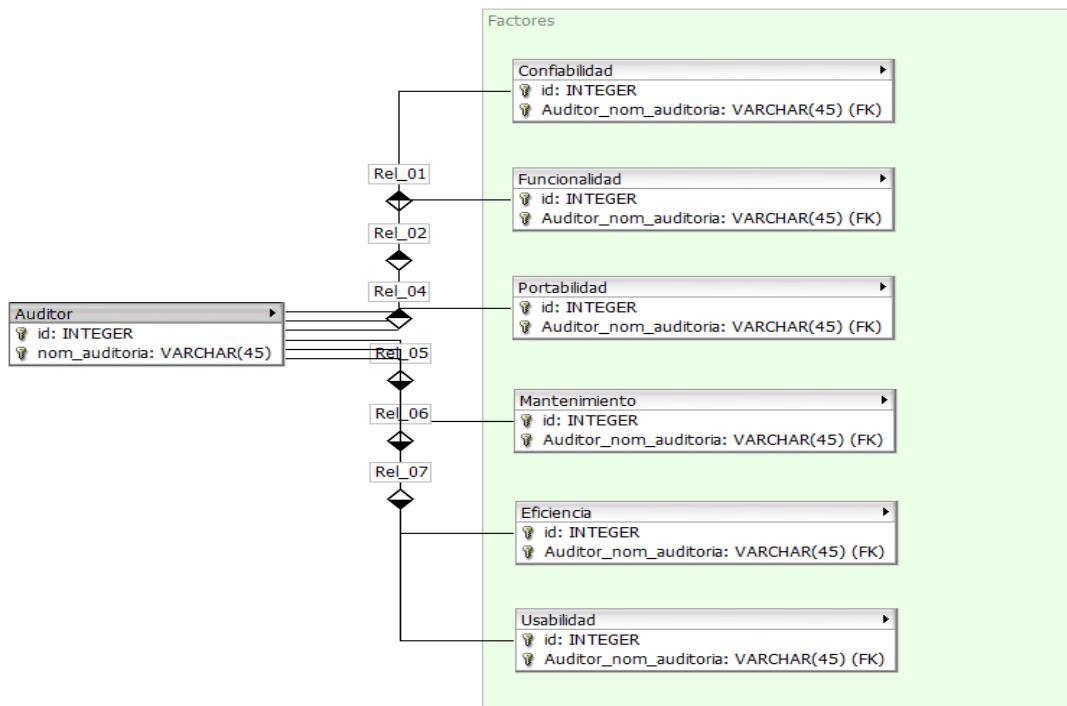 Factores
Confiabilidad
id: INTEGER
Auditor_nom_auditoria: VARCHAR(45) (FK)
Rel_01
Funcionalidad
id: INTEGER
Auditor_nom_auditoria: VARCHAR(45) (FK)
Rel_02
Rel_04
Portabilidad
id: INTEGER
Auditor_nom_auditoria: VARCHAR(45) (FK)
Auditor
id: INTEGER
nom_auditoria: VARCHAR(45)
Rel_05
Rel_06
Mantenimiento
id: INTEGER
Auditor_nom_auditoria: VARCHAR(45) (FK)
Rel_07
Eficiencia
id: INTEGER
Auditor_nom_auditoria: VARCHAR(45) (FK)
Usabilidad
id: INTEGER
Auditor_nom_auditoria: VARCHAR(45) (FK)